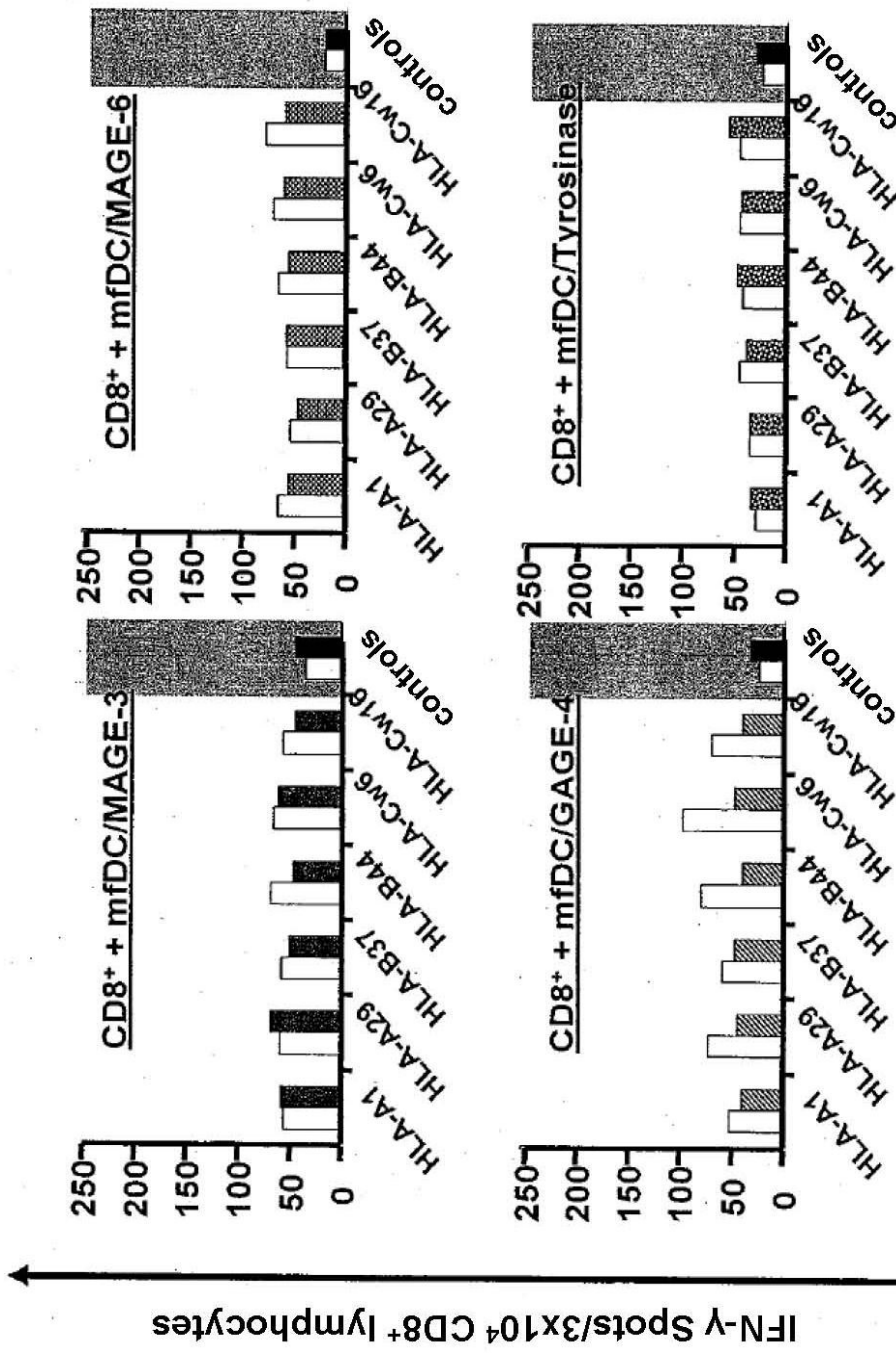 IFN-γ Spots/3x10⁴ CD8⁺ lymphocytes
CD8⁺ + mfDC/MAGE-3
250
200
150
100
50
0
HLA-A1
HLA-A29
HLA-B37
HLA-B44
HLA-Cw6
HLA-Cw16
controls
CD8⁺ + mfDC/MAGE-6
250
200
150
100
50
0
HLA-A1
HLA-A29
HLA-B37
HLA-B44
HLA-Cw6
HLA-Cw16
controls
CD8⁺ + mfDC/GAGE-4
250
200
150
100
50
0
HLA-A1
HLA-A29
HLA-B37
HLA-B44
HLA-Cw6
HLA-Cw16
controls
CD8⁺ + mfDC/Tyrosinase
250
200
150
100
50
0
HLA-A1
HLA-A29
HLA-B37
HLA-B44
HLA-Cw6
HLA-Cw16
controls